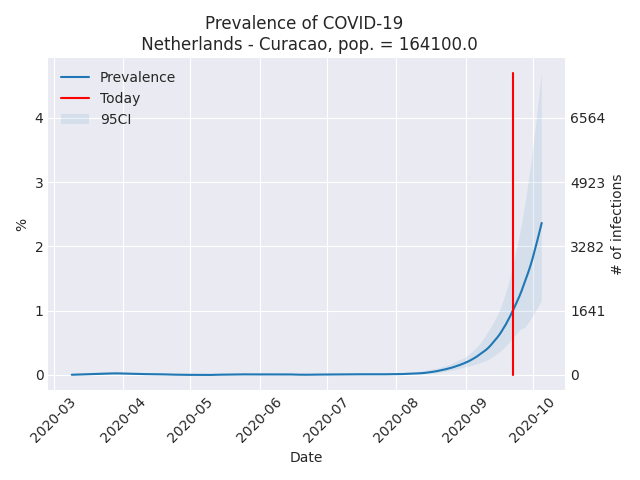 Prevalence of COVID-19
Netherlands - Curacao, pop. = 164100.0
Prevalence
Today
95CI
4
3
2
1
0
%
6564
4923
3282
1641
0
# of infections
2020-03
2020-04
2020-05
2020-06
2020-07
2020-08
2020-09
2020-10
Date